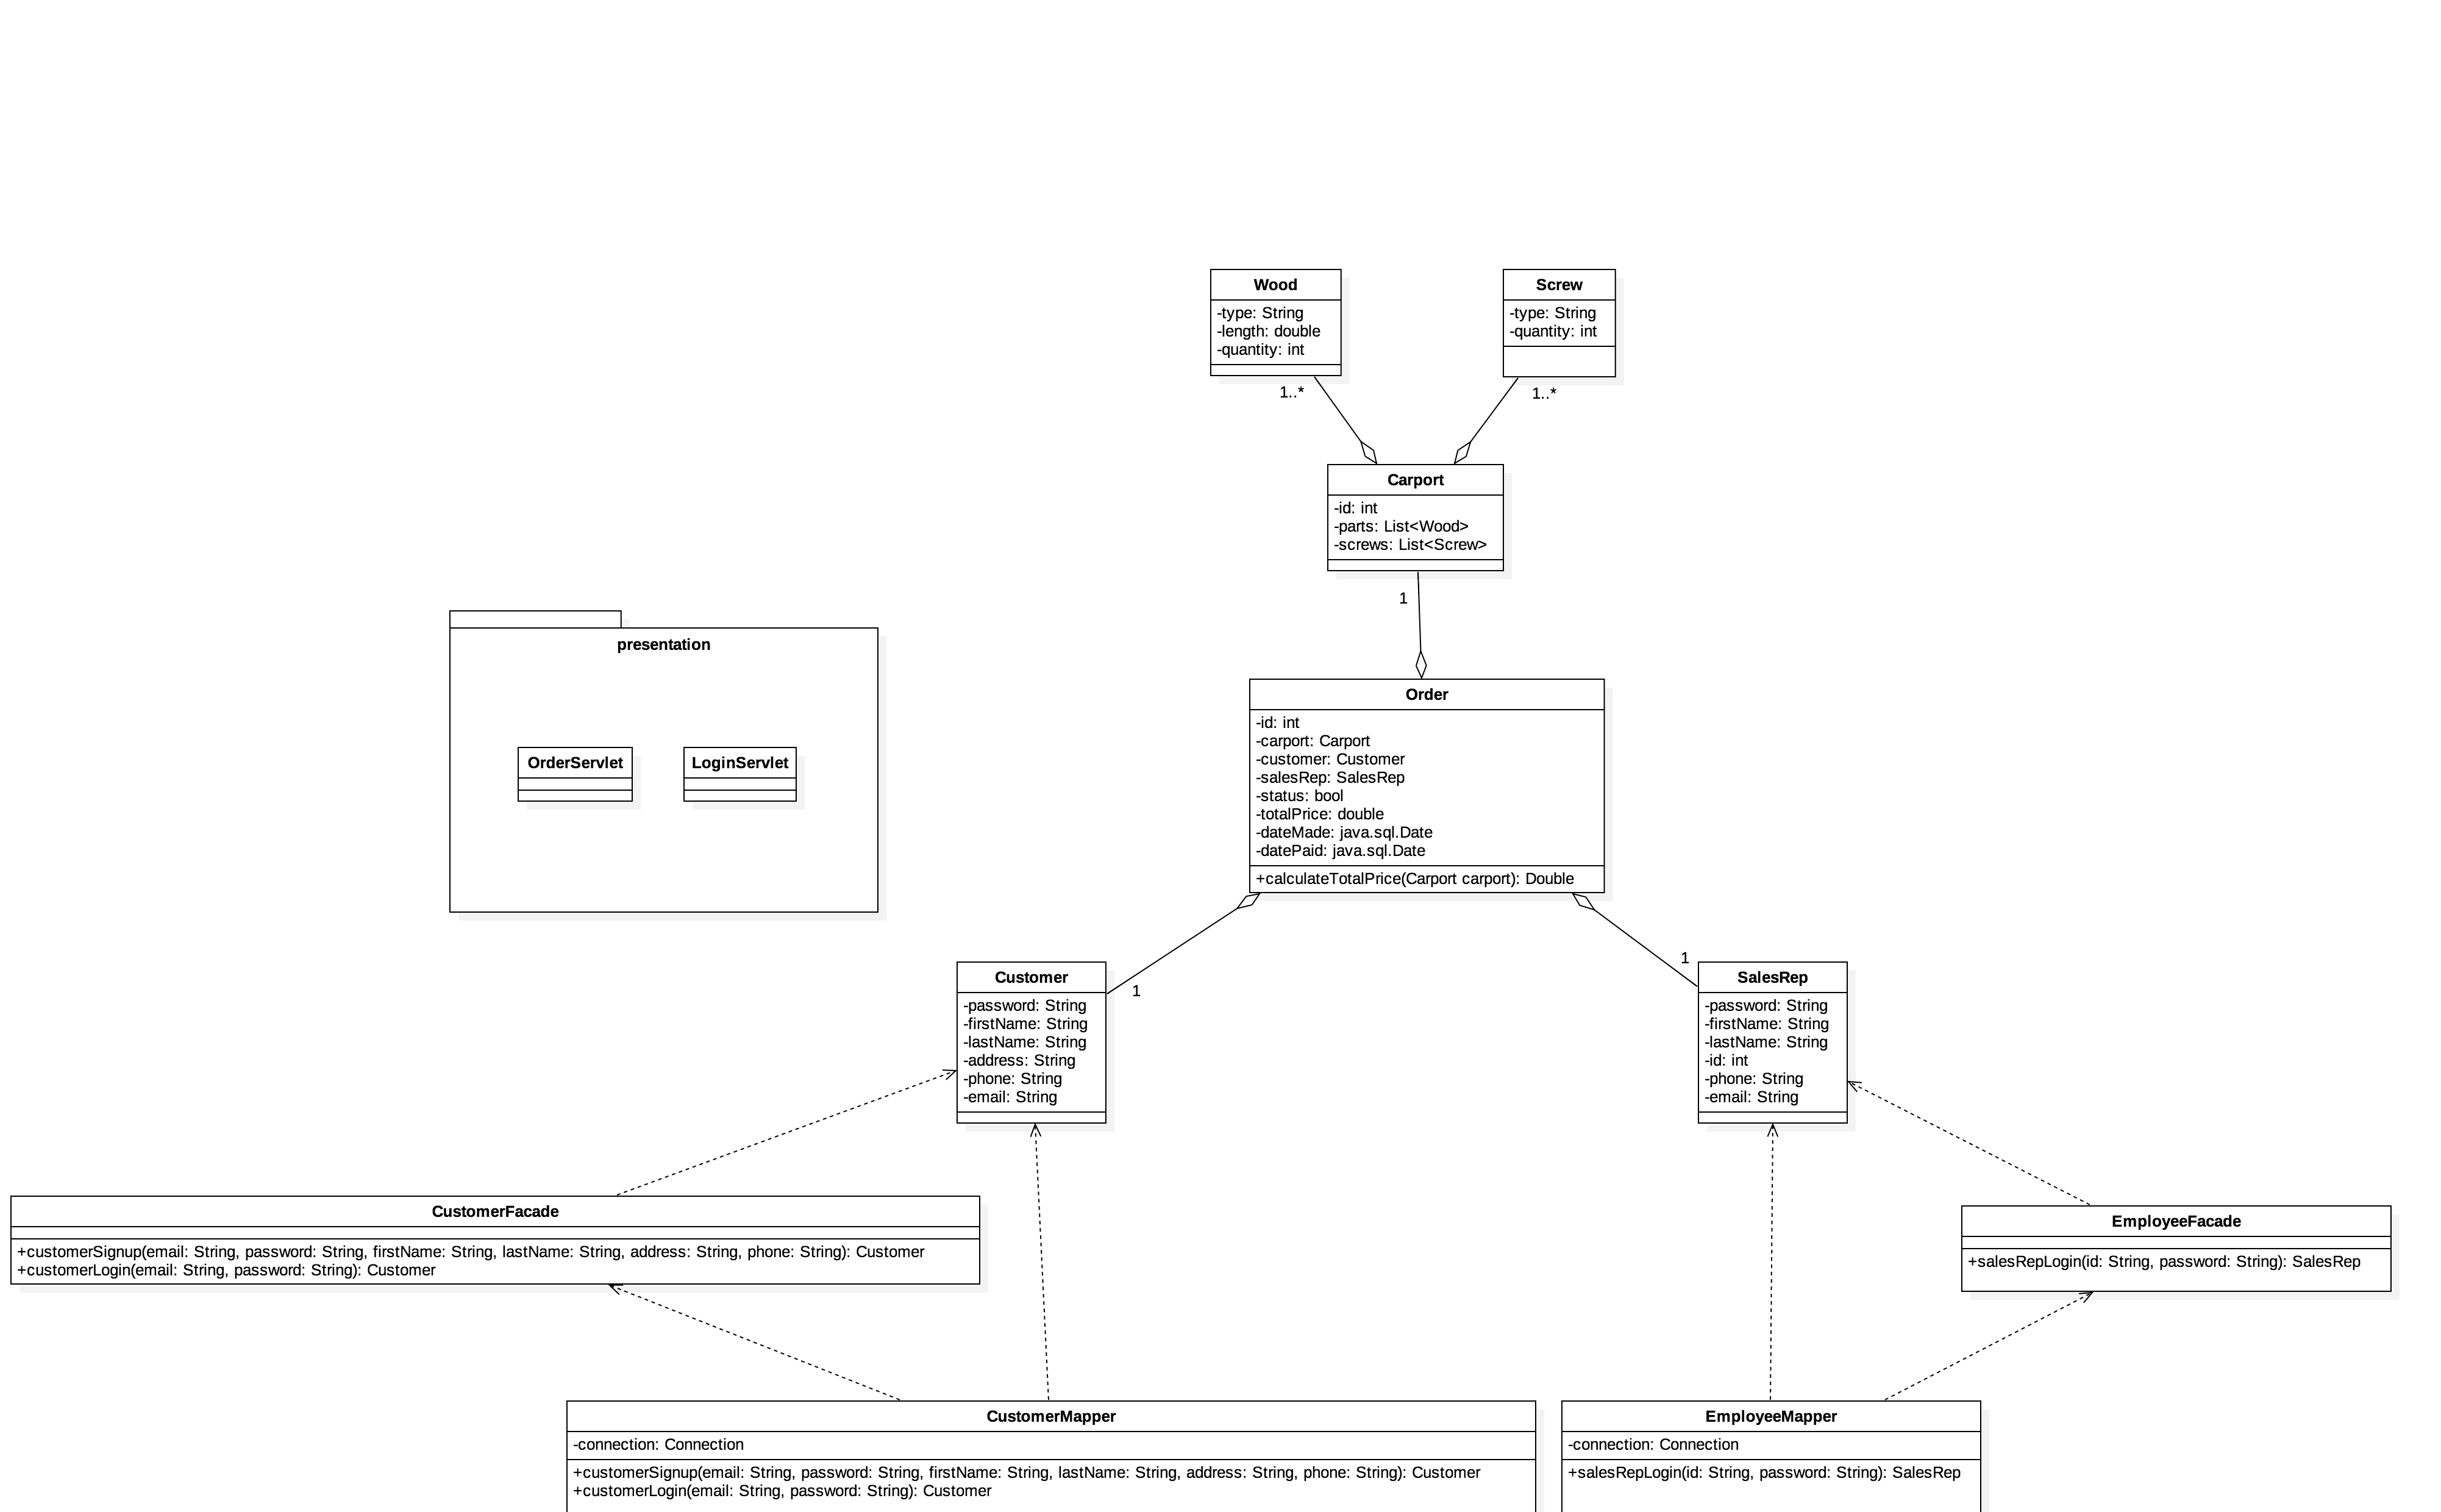 Wood
-type: String
-length: double
-quantity: int
1..*
Screw
-type: String
-quantity: int
1..*
Carport
-id: int
-parts: List<Wood>
-screws: List<Screw>
1
presentation
OrderServlet
LoginServlet
Order
-id: int
-carport: Carport
-customer: Customer
-salesRep: SalesRep
-status: bool
-totalPrice: double
-dateMade: java.sql.Date
-datePaid: java.sql.Date
+calculateTotalPrice(Carport carport): Double
Customer
-password: String
-firstName: String
-lastName: String
-address: String
-phone: String
-email: String
1
1
SalesRep
-password: String
-firstName: String
-lastName: String
-id: int
-phone: String
-email: String
CustomerFacade
+customerSignup(email: String, password: String, firstName: String, lastName: String, address: String, phone: String): Customer
+customerLogin(email: String, password: String): Customer
EmployeeFacade
+salesRepLogin(id: String, password: String): SalesRep
CustomerMapper
-connection: Connection
+customerSignup(email: String, password: String, firstName: String, lastName: String, address: String, phone: String): Customer
+customerLogin(email: String, password: String): Customer
EmployeeMapper
-connection: Connection
+salesRepLogin(id: String, password: String): SalesRep